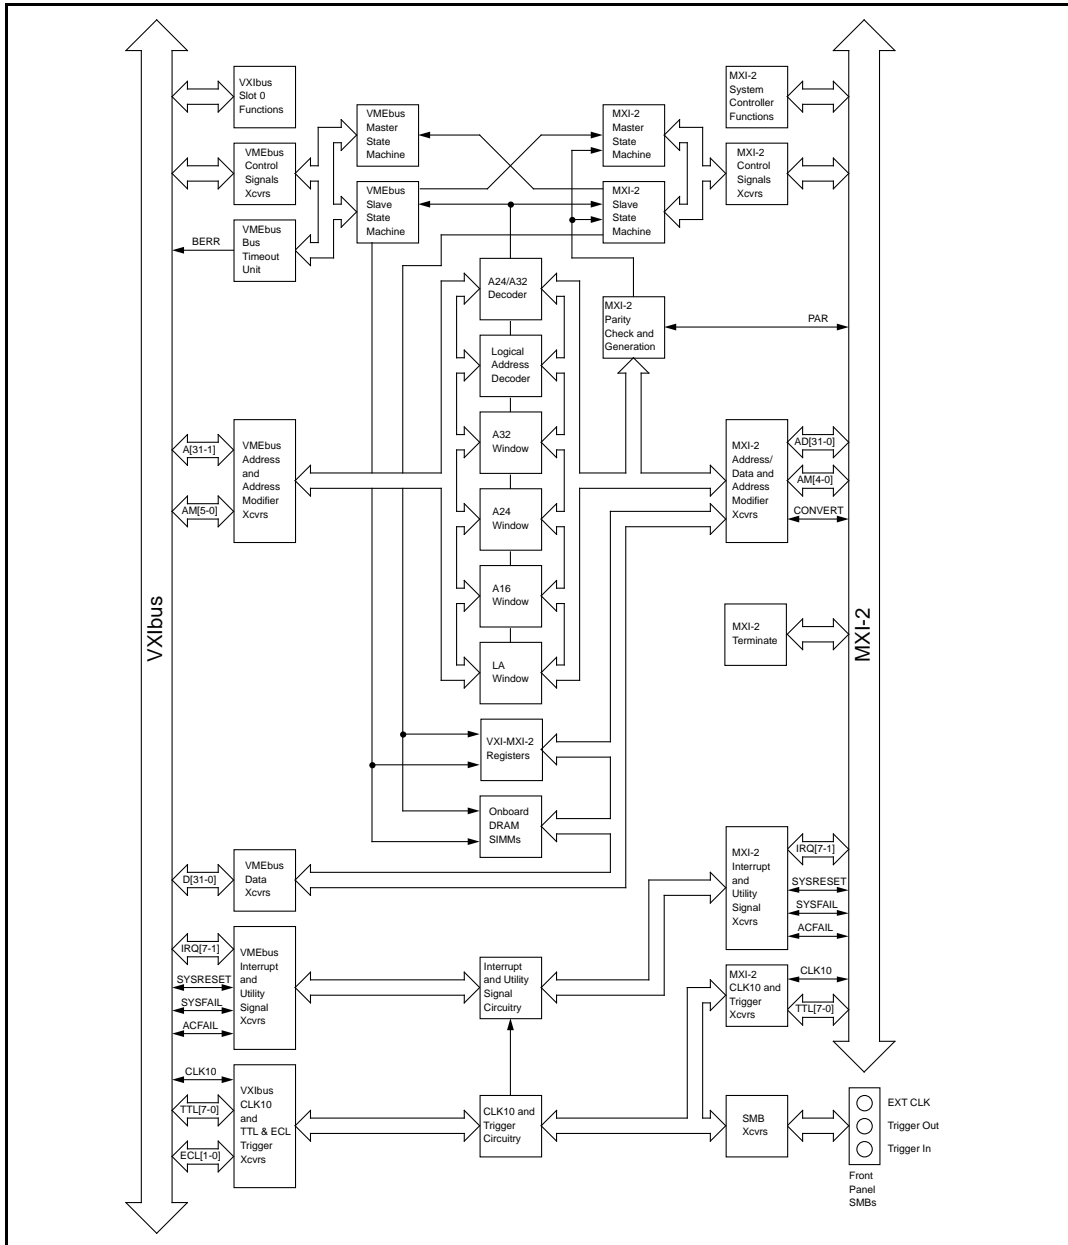 VXIbus
Slot 0
Functions
MXI-2
System
Controller
Functions
VMEbus
Master
State
Machine
MXI-2
Master
State
Machine
VMEbus
Control
Signals
Xcvrs
MXI-2
Control
Signals
Xcvrs
VMEbus
Slave
State
Machine
MXI-2
Slave
State
Machine
BERR
VMEbus
Bus
Timeout
Unit
A24/A32
Decoder
MXI-2
Parity
Check and
Generation
PAR
Logical
Address
Decoder
A32
Window
A[31-1]
AM[5-0]
VMEbus
Address
and
Address
Modifier
Xcvrs
MXI-2
Address/
Data and
Address
Modifier
Xcvrs
AD[31-0]
AM[4-0]
CONVERT
A24
Window
A16
Window
VXIbus
MXI-2
MXI-2
Terminate
LA
Window
VXI-MXI-2
Registers
Onboard
DRAM
SIMMs
D[31-0]
VMEbus
Data
Xcvrs
MXI-2
Interrupt
and
Utility
Signal
Xcvrs
IRQ[7-1]
SYSRESET
SYSFAIL
ACFAIL
IRQ[7-1]
SYSRESET
SYSFAIL
ACFAIL
VMEbus
Interrupt
and
Utility
Signal
Xcvrs
Interrupt
and Utility
Signal
Circuitry
MXI-2
CLK10 and
Trigger
Xcvrs
CLK10
TTL[7-0]
CLK10
TTL[7-0]
ECL[1-0]
VXIbus
CLK10
and
TTL & ECL
Trigger
Xcvrs
CLK10 and
Trigger
Circuitry
SMB
Xcvrs
EXT CLK
Trigger Out
Trigger In
Front
Panel
SMBs